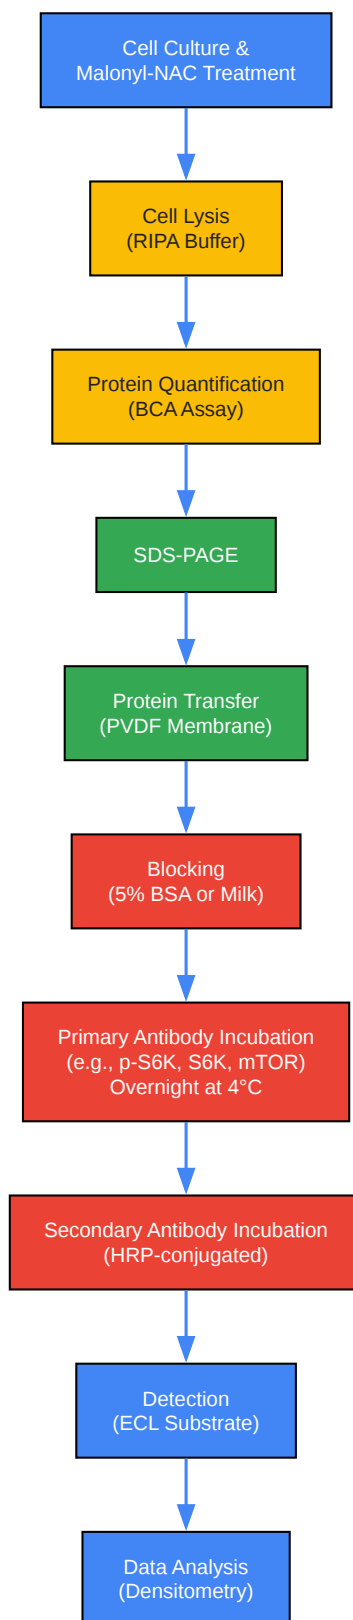 Cell Culture &
Malonyl-NAC Treatment
Cell Lysis
(RIPA Buffer)
Protein Quantification
(BCA Assay)
SDS-PAGE
Protein Transfer
(PVDF Membrane)
Blocking
(5% BSA or Milk)
Primary Antibody Incubation
(e.g., p-S6K, S6K, mTOR)
Overnight at 4°C
Secondary Antibody Incubation
(HRP-conjugated)
Detection
(ECL Substrate)
Data Analysis
(Densitometry)